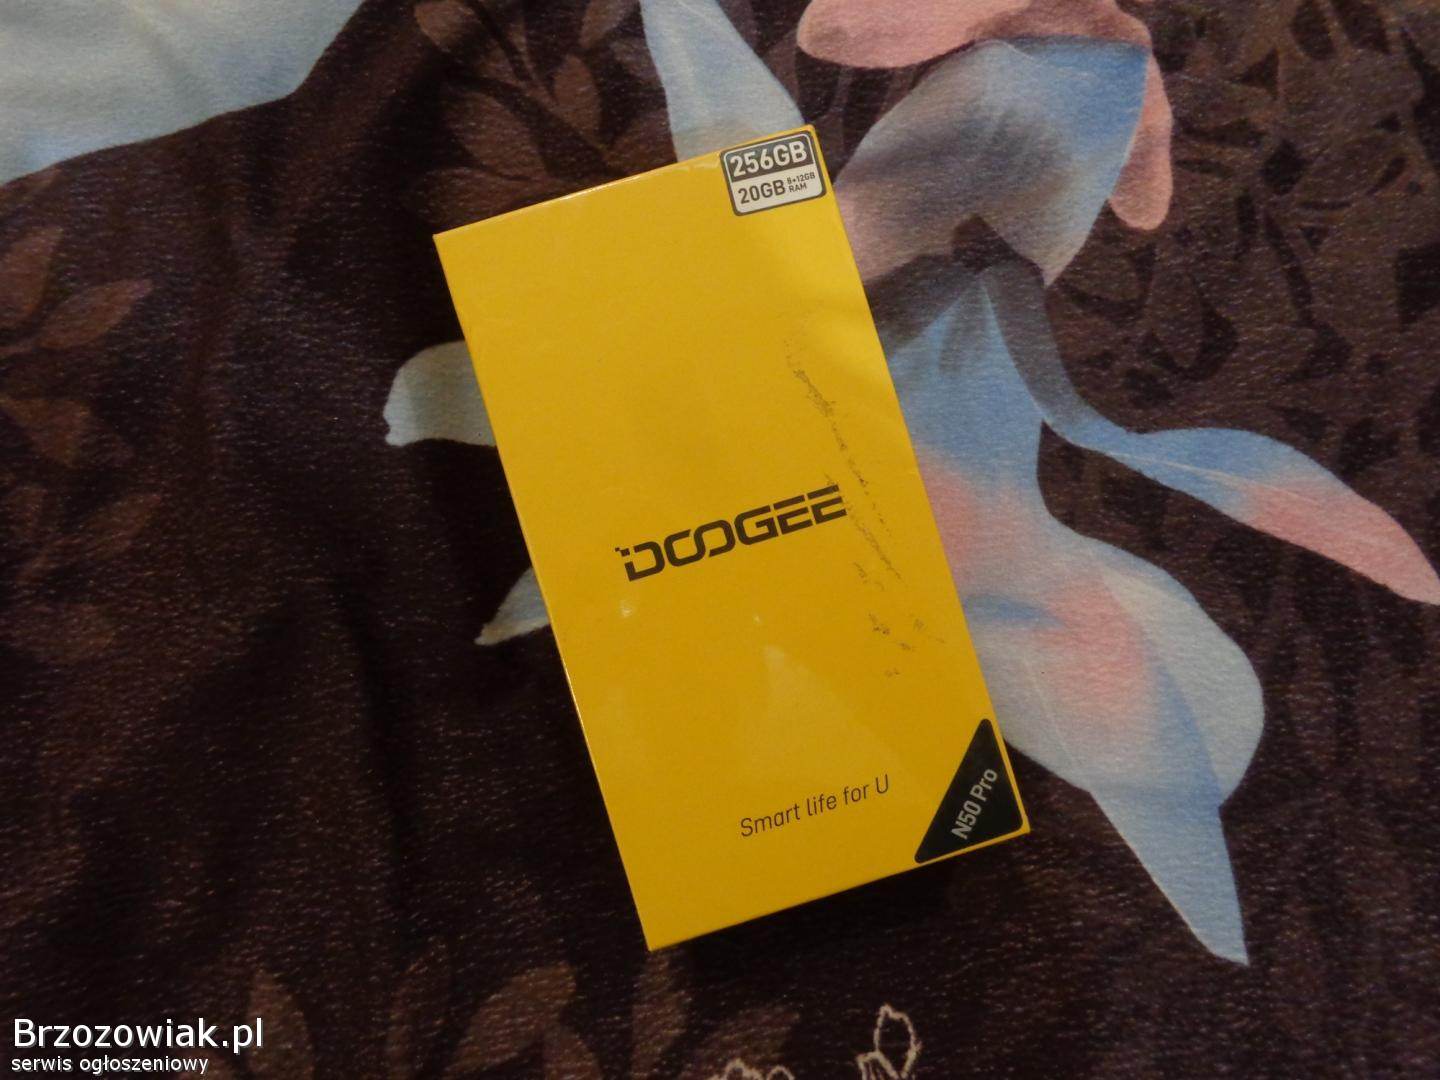 256GB
20GB 8+12GB RAM
DOOGEE
Smart life for U
N50 Pro
Brzozowiak.pl
serwis ogłoszeniowy